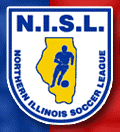 N.I.S.L.
NORTHERN ILLINOIS SOCCER LEAGUE